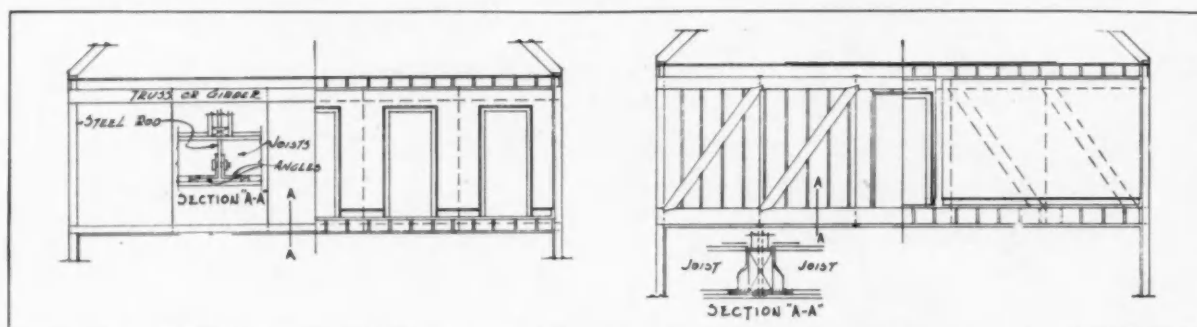 TRUSS OR GIRDER
STEEL ROD
JOISTS
ANGLES
SECTION "A-A"
A
A
A
A
JOIST
JOIST
SECTION "A-A"